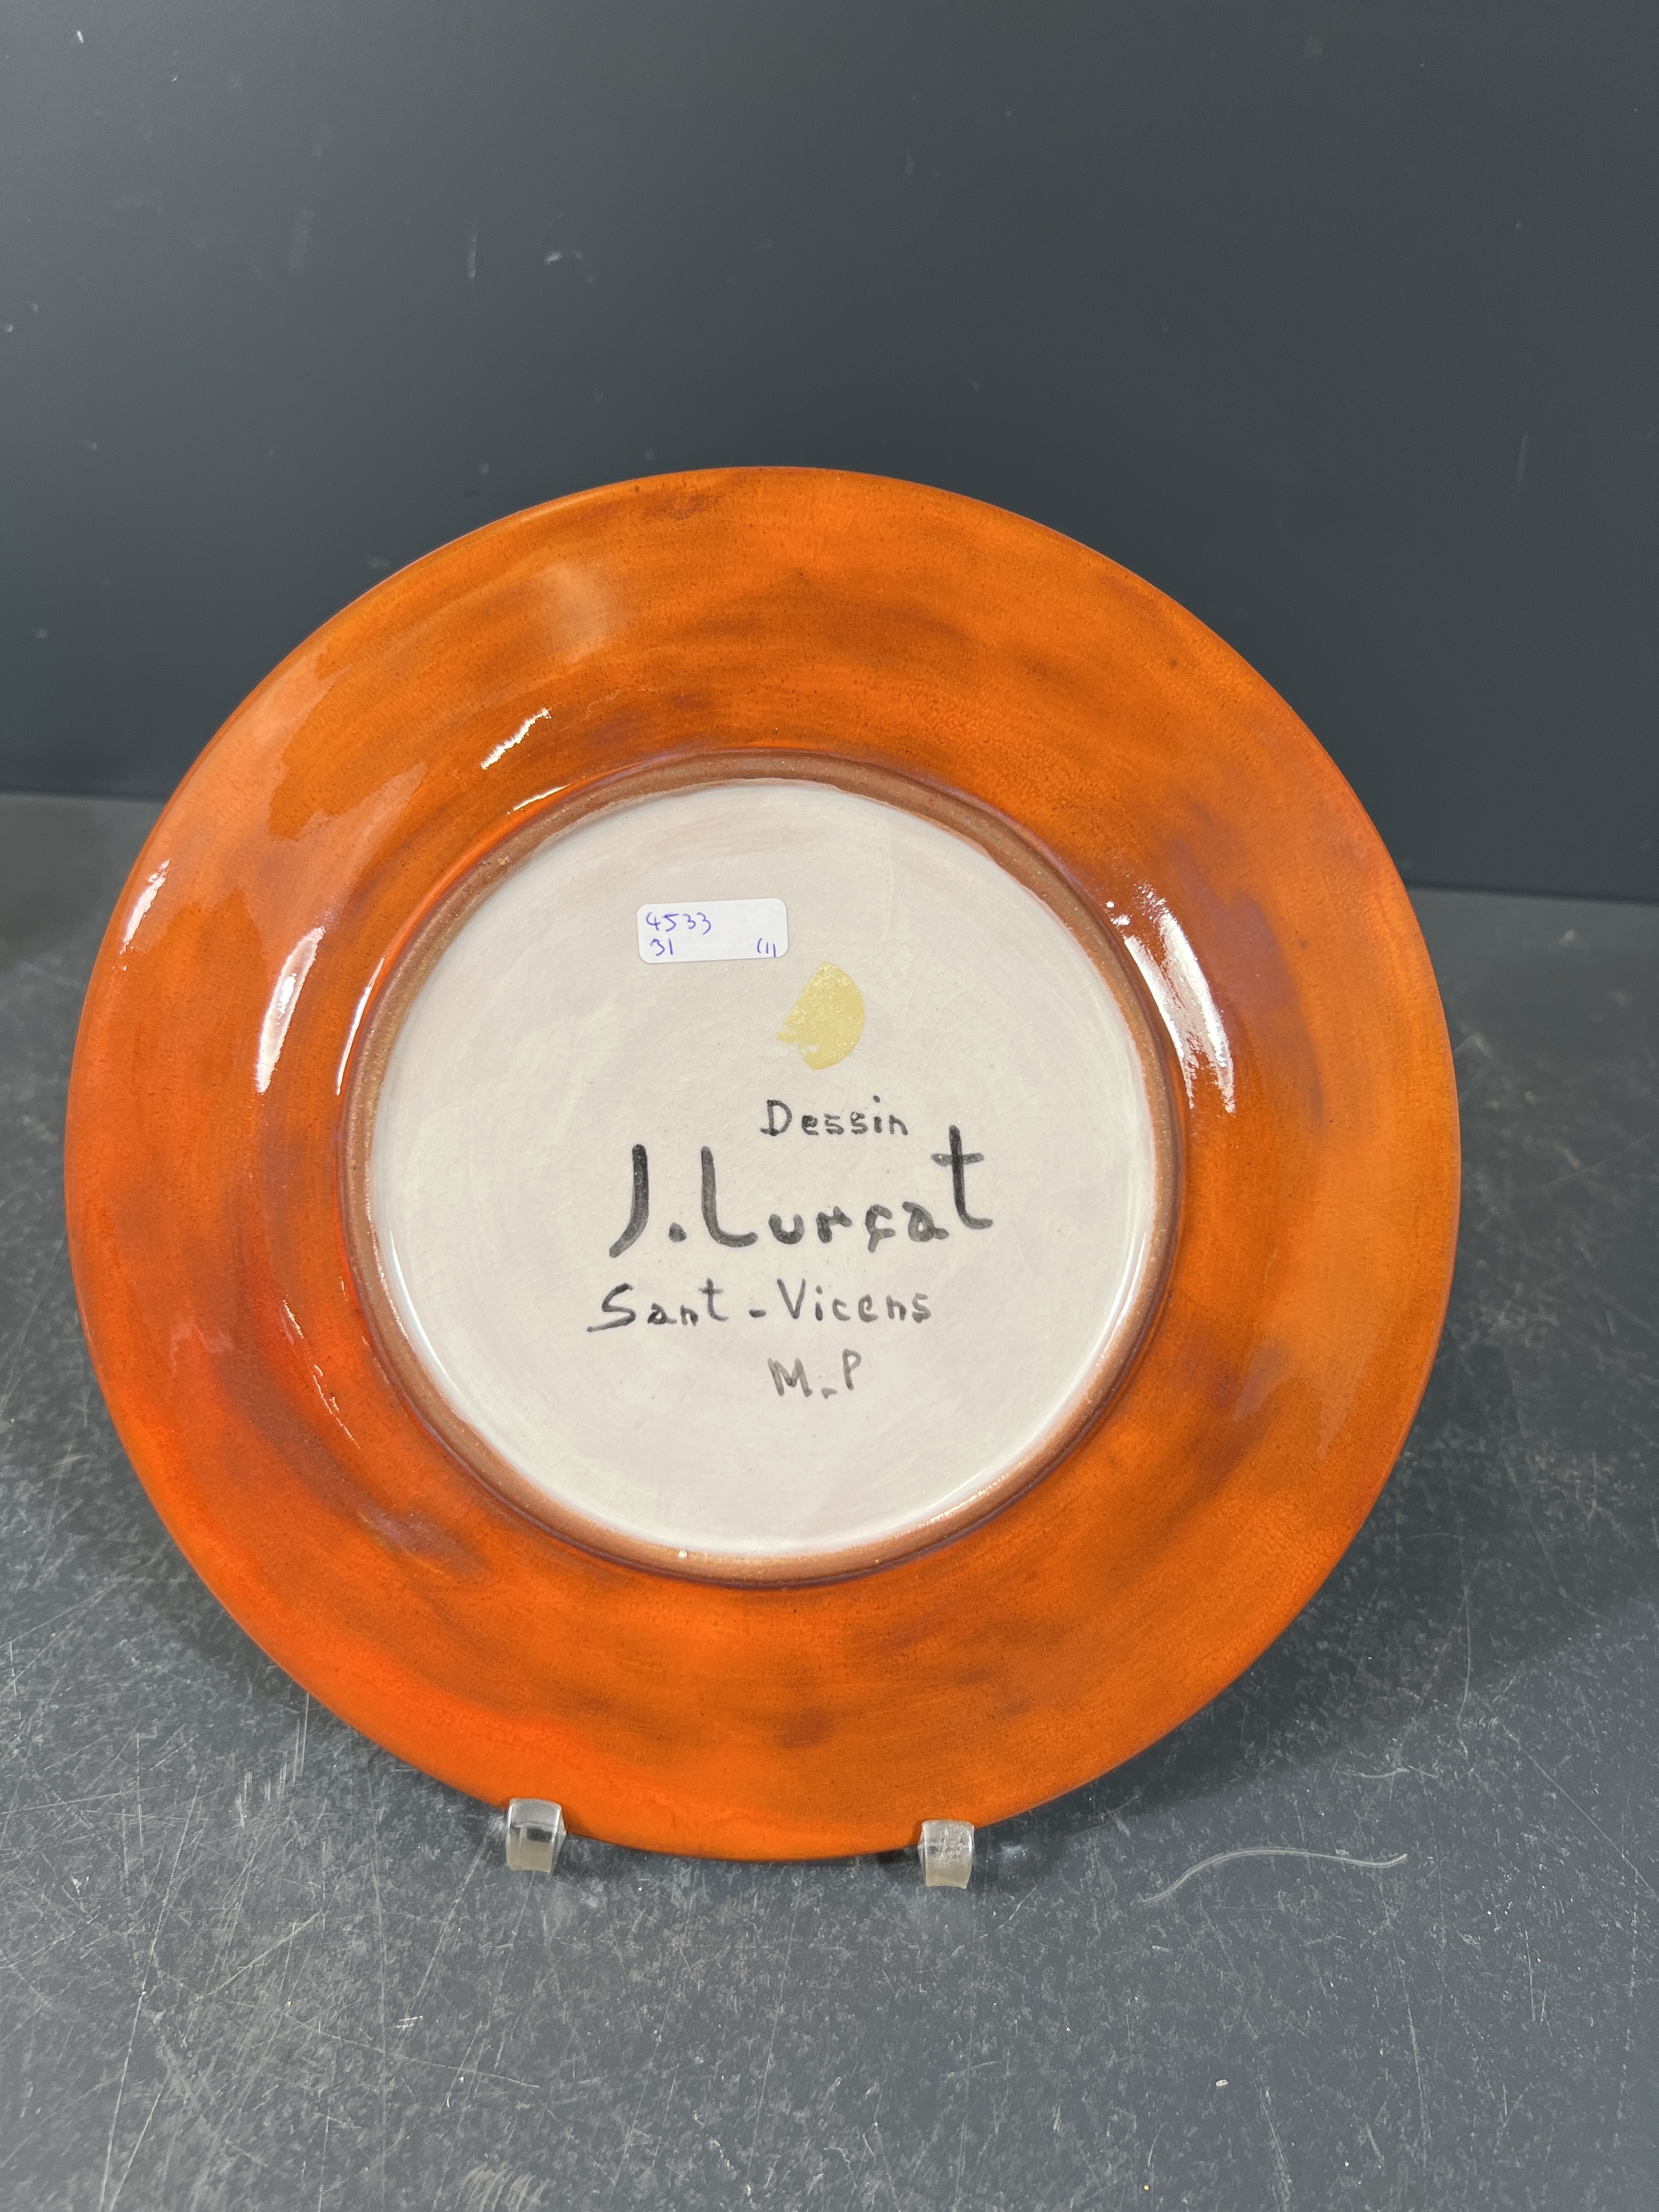 4533
31 (1)
Dessin
J. Lurçat
Sant-Vicens
M-P